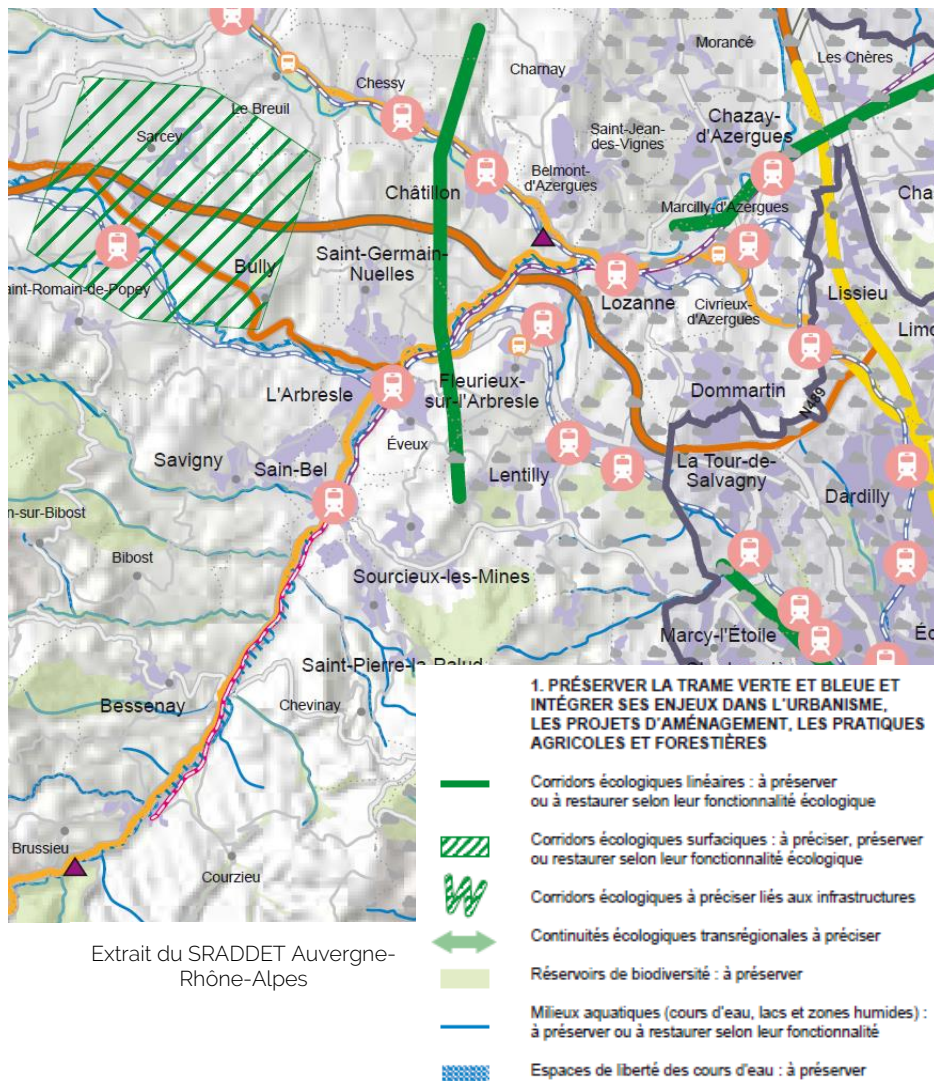 Morancé
Les Chères
Chessy
Charnay
Le Breuil
Chazay-
d'Azergues
Sarcey
Saint-Jean
des-Vignes
Belmont-
d'Azergues
Châtillon
Marcilly-d'Azergues
Cha
Bully
Saint-Germain-
Nuelles
aint-Romain-de-Popey
Lozanne
Lissieu
Civrieux-
d'Azergues
Limo
L'Arbresle
Fleurieux-
sur-l'Arbresle
Dommartin
N489
Éveux
Savigny
Sain-Bel
Lentilly
La Tour-de-
Salvagny
Dardilly
n-sur-Bibost
Bibost
Sourcieux-les-Mines
Marcy-l'Étoile
Éc
Saint-Pierre-la-Palud
Bessenay
Chevinay
Brussieu
Courzieu
Extrait du SRADDET Auvergne-
Rhône-Alpes
1. PRÉSERVER LA TRAME VERTE ET BLEUE ET
INTÉGRER SES ENJEUX DANS L'URBANISME,
LES PROJETS D'AMÉNAGEMENT, LES PRATIQUES
AGRICOLES ET FORESTIÈRES
Corridors écologiques linéaires : à préserver
ou à restaurer selon leur fonctionnalité écologique
Corridors écologiques surfaciques : à préciser, préserver
ou restaurer selon leur fonctionnalité écologique
Corridors écologiques à préciser liés aux infrastructures
Continuités écologiques transrégionales à préciser
Réservoirs de biodiversité : à préserver
Milieux aquatiques (cours d'eau, lacs et zones humides) :
à préserver ou à restaurer selon leur fonctionnalité
Espaces de liberté des cours d'eau : à préserver